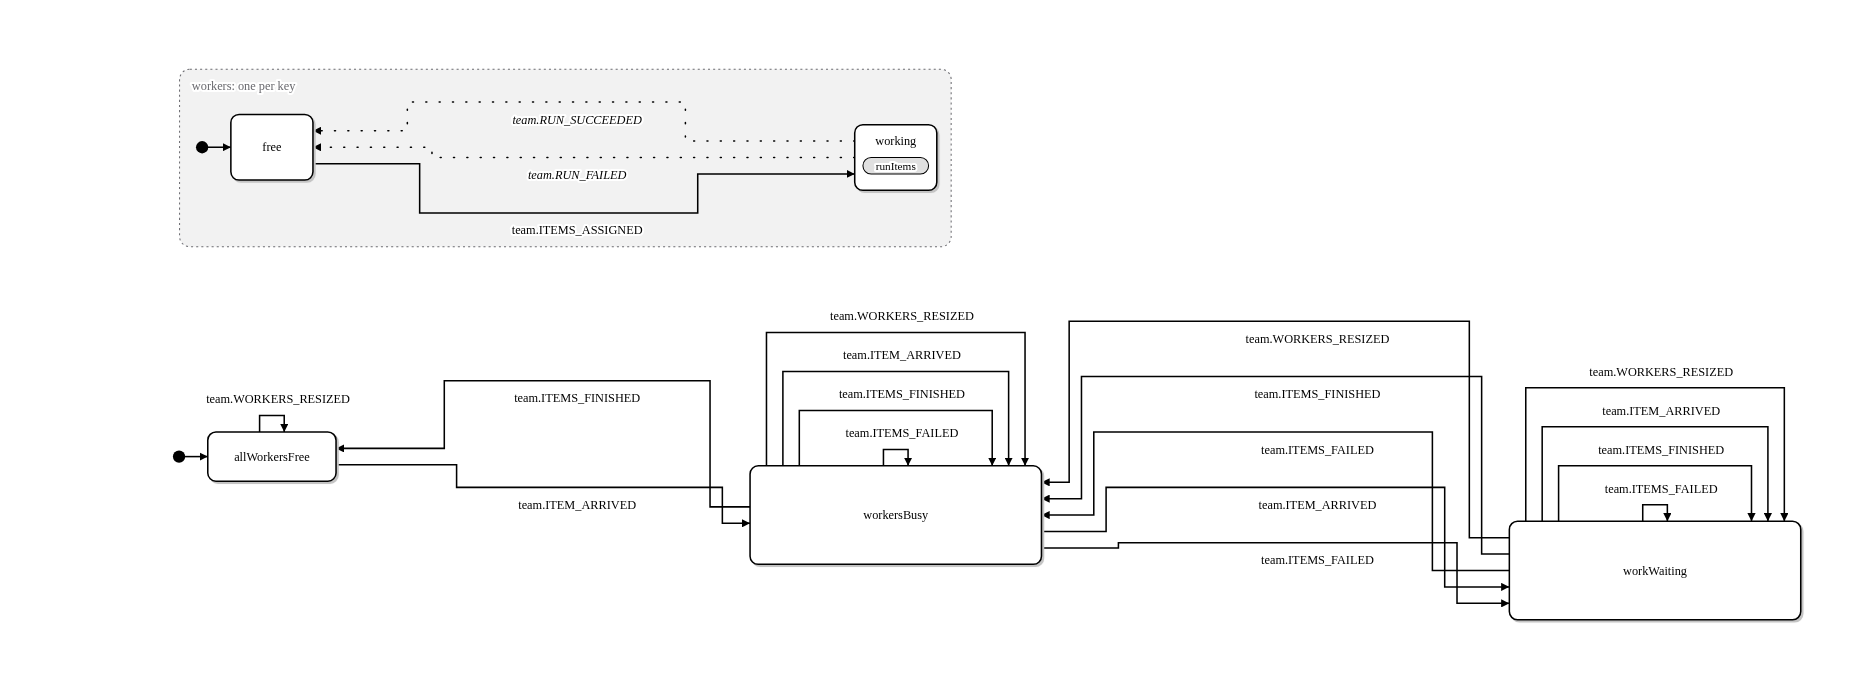 workers: one per key
team.RUN_SUCCEEDED
free
working
runItems
team.RUN_FAILED
team.ITEMS_ASSIGNED
team.WORKERS_RESIZED
team.ITEM_ARRIVED
team.ITEMS_FINISHED
team.ITEMS_FAILED
team.WORKERS_RESIZED
team.ITEMS_FINISHED
team.ITEMS_FAILED
team.ITEM_ARRIVED
team.ITEMS_FAILED
team.WORKERS_RESIZED
team.ITEM_ARRIVED
team.ITEMS_FINISHED
team.ITEMS_FAILED
team.WORKERS_RESIZED
team.ITEMS_FINISHED
allWorkersFree
team.ITEM_ARRIVED
workersBusy
workWaiting